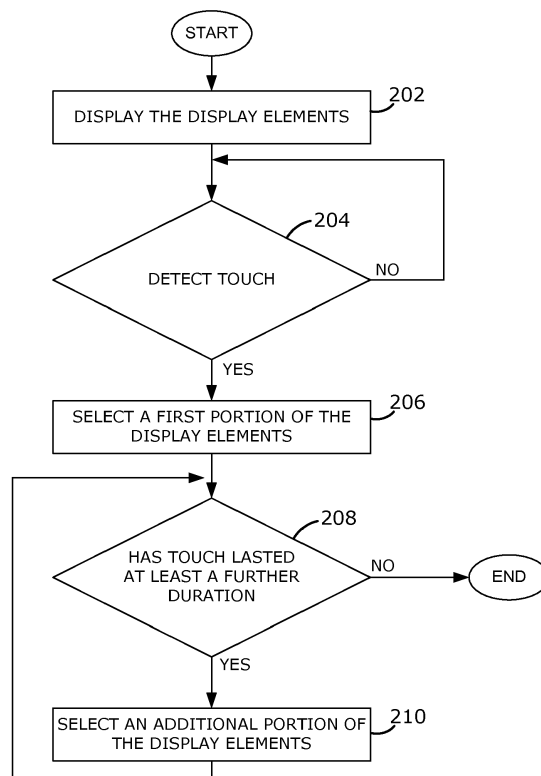 START
DISPLAY THE DISPLAY ELEMENTS
202
204
DETECT TOUCH
NO
YES
SELECT A FIRST PORTION OF THE
DISPLAY ELEMENTS
206
208
HAS TOUCH LASTED
AT LEAST A FURTHER
DURATION
NO
END
YES
SELECT AN ADDITIONAL PORTION OF
THE DISPLAY ELEMENTS
210